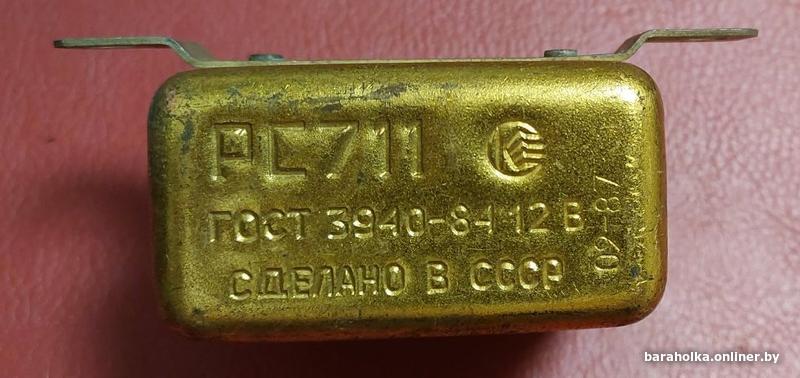 РС711 К
ГОСТ 3940-84 12 В
СДЕЛАНО В СССР
09-87
baraholka.onliner.by